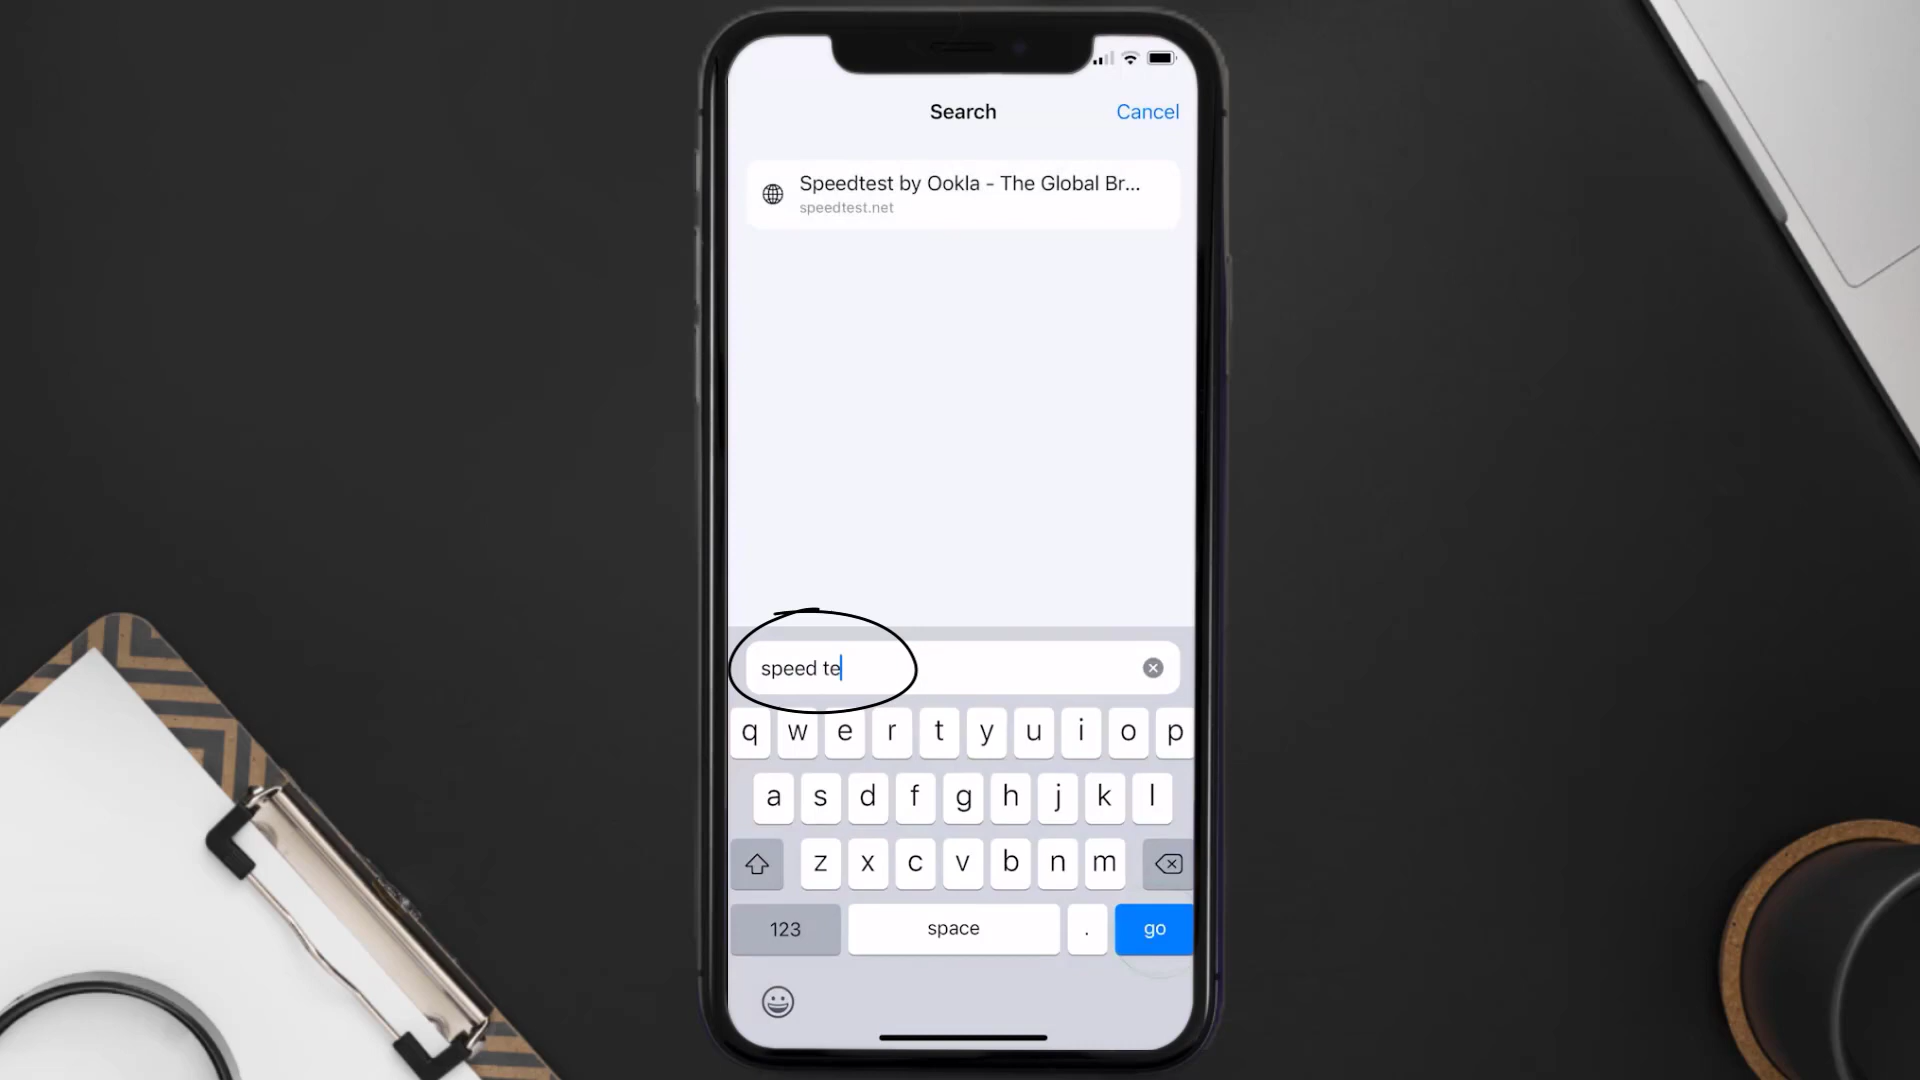 Search
Cancel
Speedtest by Ookla - The Global Br...
speedtest.net
speed te
q w e r t y u i o p
a s d f g h j k l
z x c v b n m
123 space . go